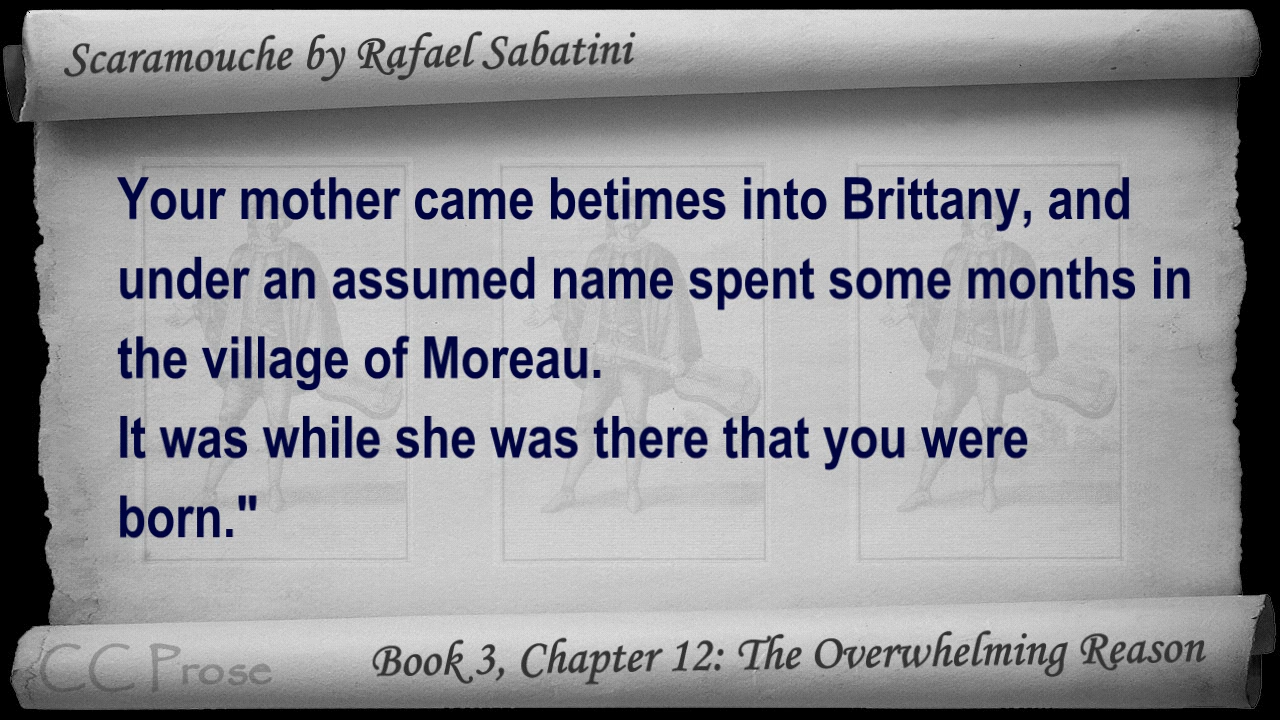 Scaramouche by Rafael Sabatini
Your mother came betimes into Brittany, and
under an assumed name spent some months in
the village of Moreau.
It was while she was there that you were
born."
CC Prose
Book 3, Chapter 12: The Overwhelming Reason